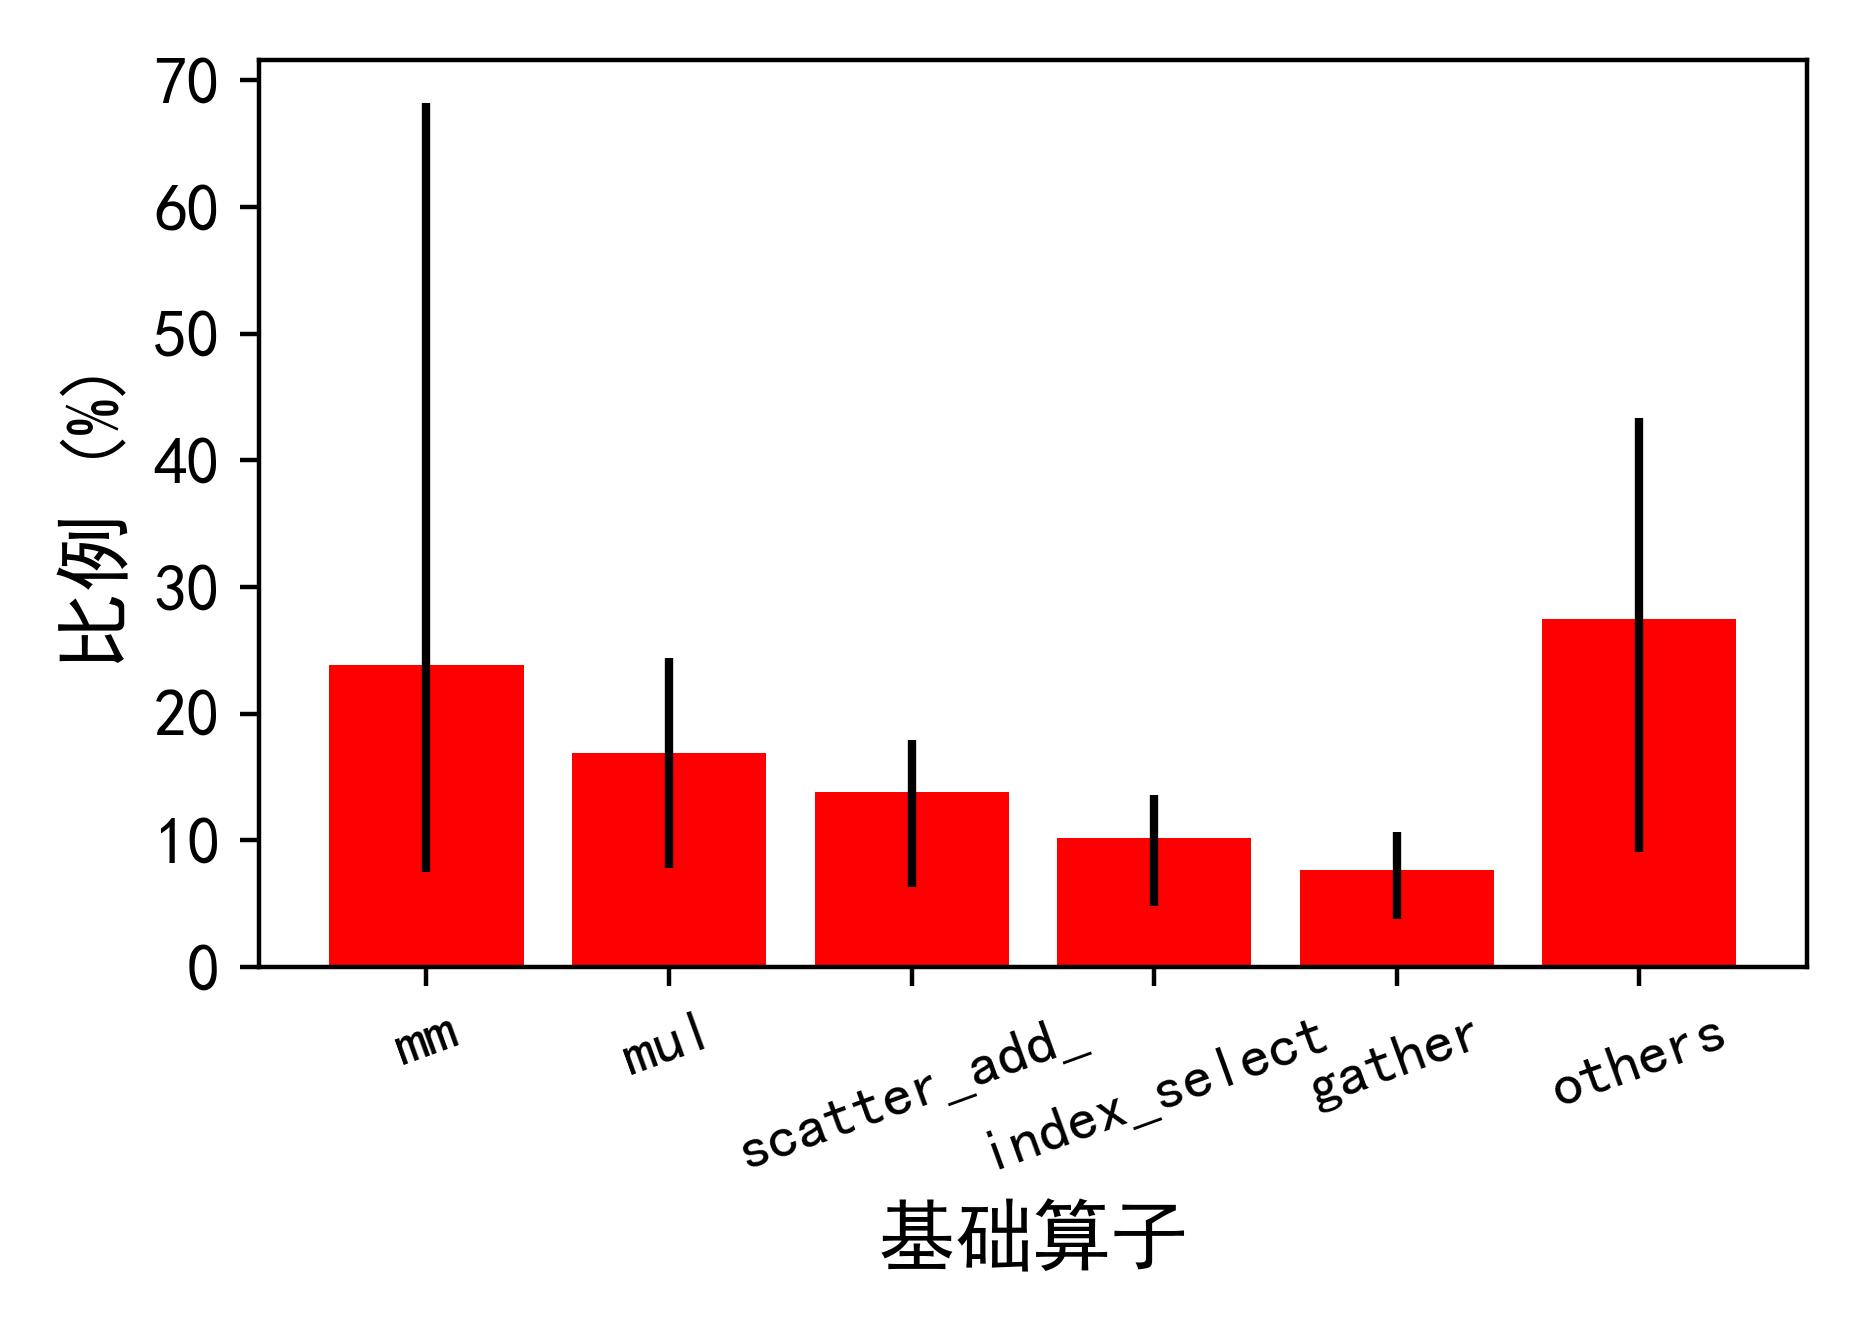 70
60
50
40
30
20
10
0
比例 (%)
mm
mul
scatter_add_
index_select
gather
others
基础算子